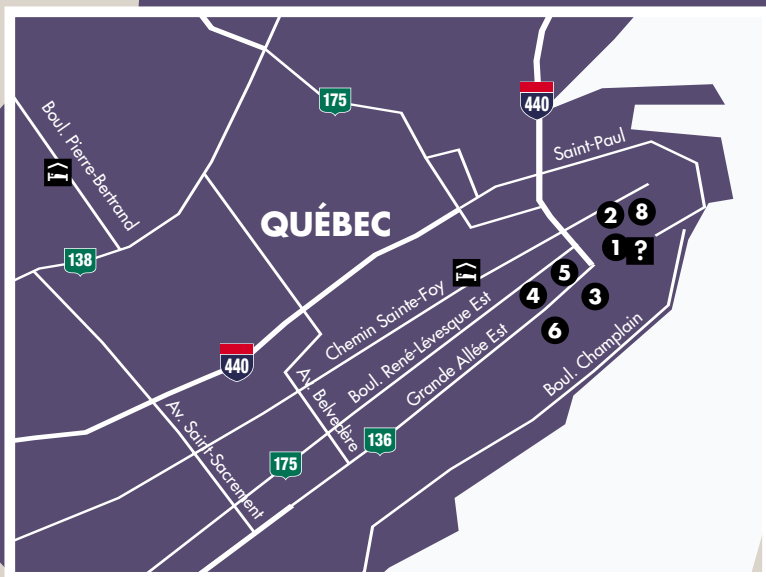 175
440
Boul. Pierre-Bertrand
Saint-Paul
QUÉBEC
2
8
1
?
138
5
4
3
6
Chemin Sainte-Foy
Boul. René-Lévesque Est
Grande Allée Est
Boul. Champlain
440
Av. Belvedère
Av. Saint-Sacrement
136
175